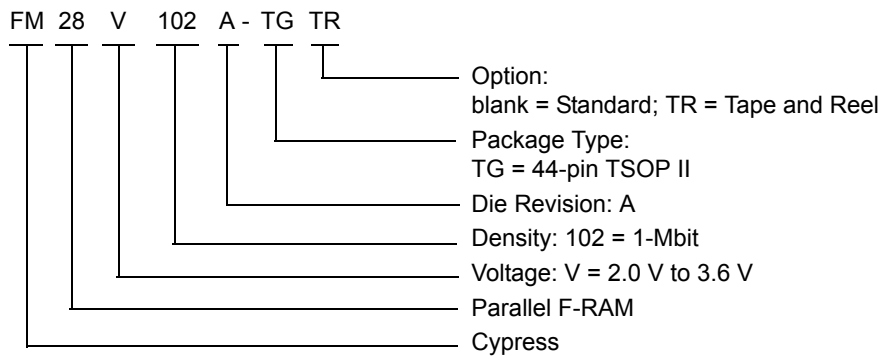 FM 28 V 102 A - TG TR
Option:
blank = Standard; TR = Tape and Reel
Package Type:
TG = 44-pin TSOP II
Die Revision: A
Density: 102 = 1-Mbit
Voltage: V = 2.0 V to 3.6 V
Parallel F-RAM
Cypress